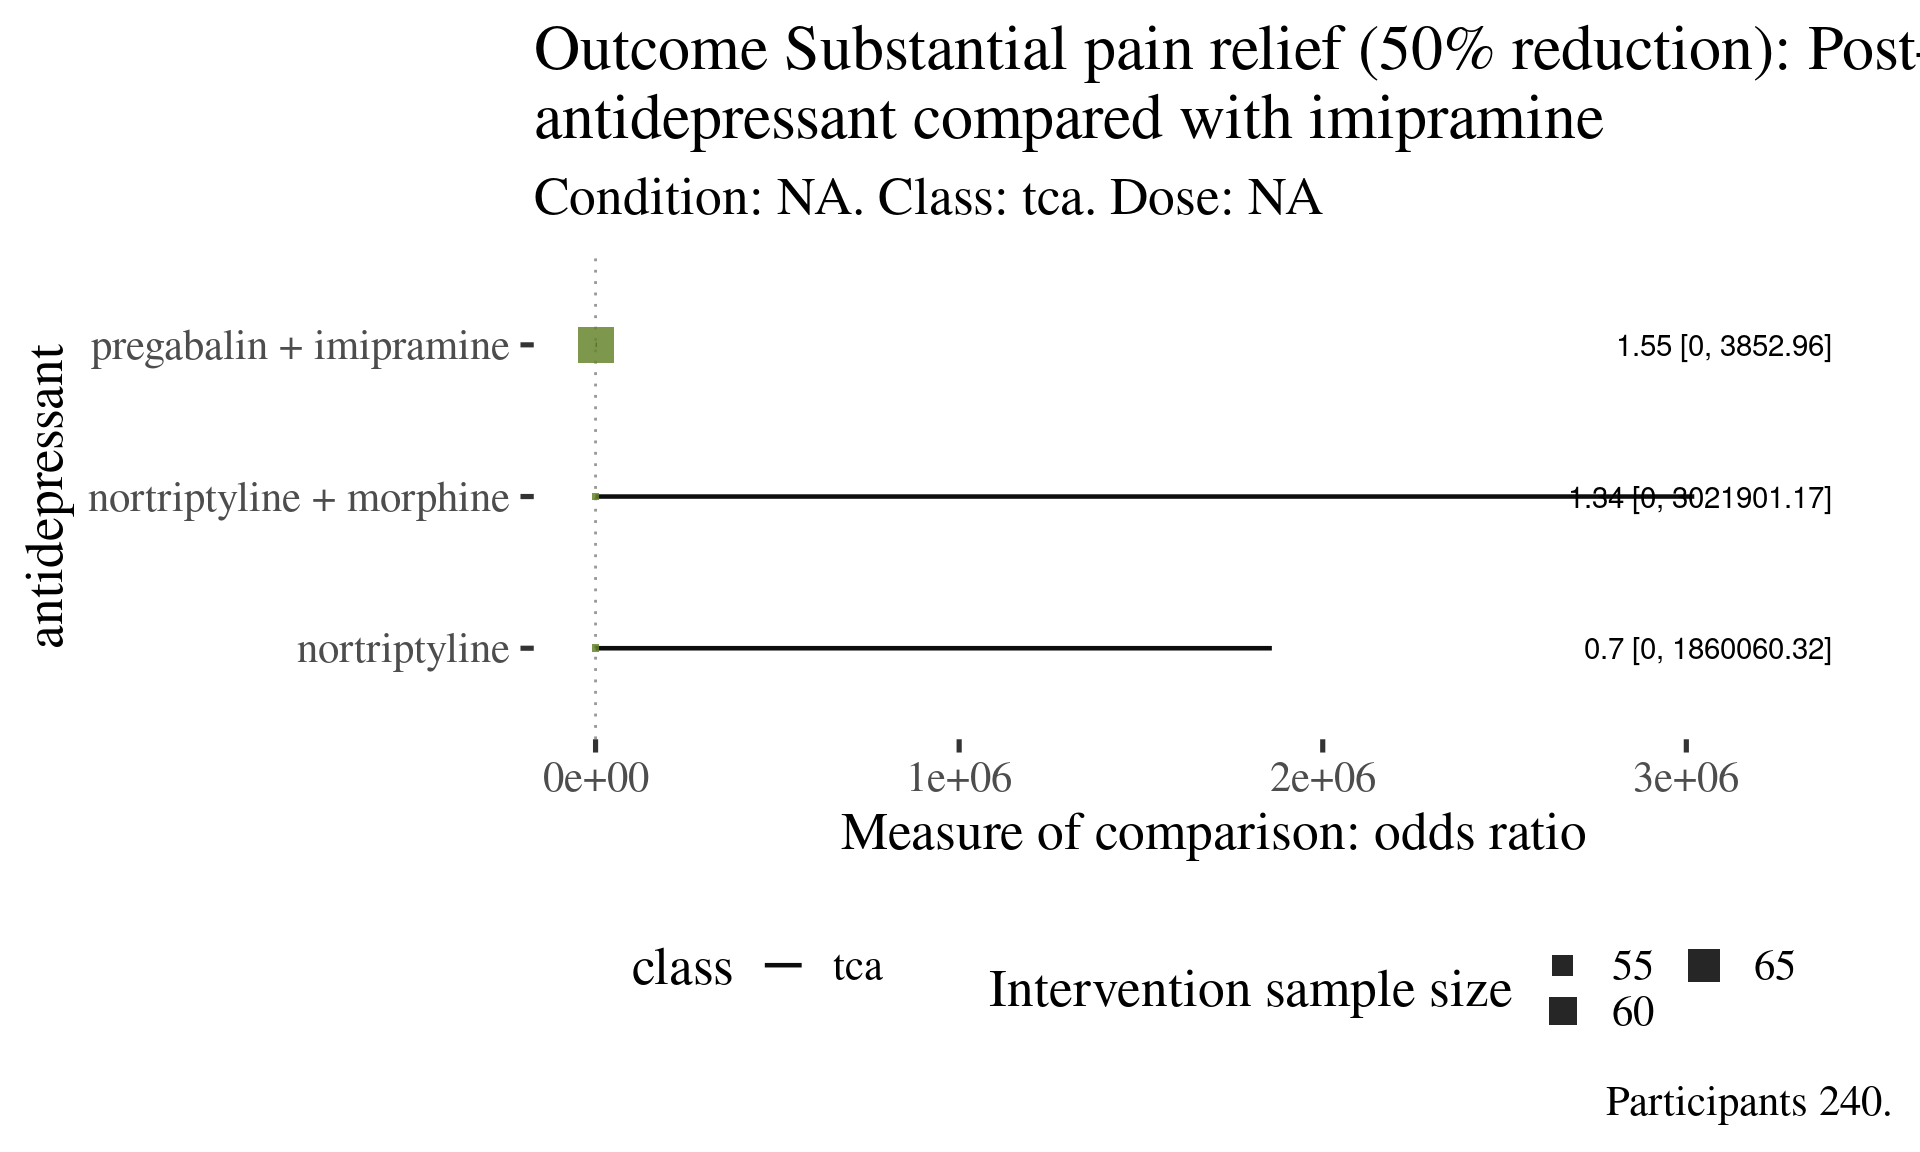 Outcome Substantial pain relief (50% reduction): Post-
antidepressant compared with imipramine
Condition: NA. Class: tca. Dose: NA
antidepressant
pregabalin + imipramine
1.55 [0, 3852.96]
nortriptyline + morphine
1.34 [0, 3021901.17]
nortriptyline
0.7 [0, 1860060.32]
0e+00 1e+06 2e+06 3e+06
Measure of comparison: odds ratio
class tca
Intervention sample size
55 65
60
Participants 240.